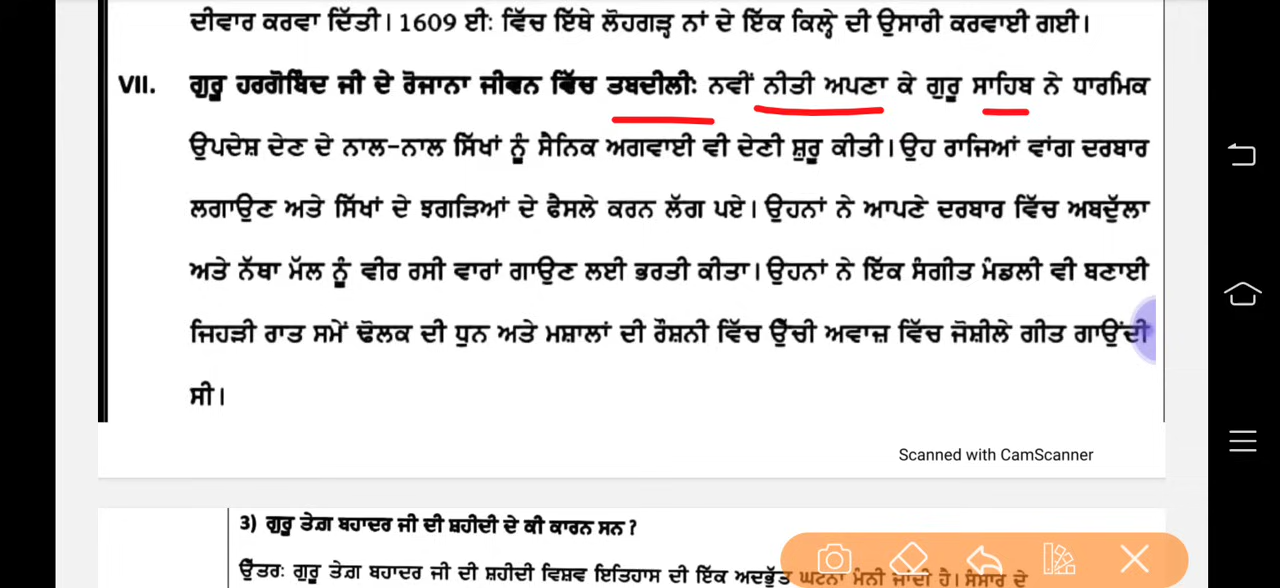 ਦੀਵਾਰ ਕਰਵਾ ਦਿੱਤੀ। 1609 ਈਃ ਵਿੱਚ ਇੱਥੇ ਲੋਹਗੜ੍ਹ ਨਾਂ ਦੇ ਇੱਕ ਕਿਲ੍ਹੇ ਦੀ ਉਸਾਰੀ ਕਰਵਾਈ ਗਈ।
VII. ਗੁਰੂ ਹਰਗੋਬਿੰਦ ਜੀ ਦੇ ਰੋਜਾਨਾ ਜੀਵਨ ਵਿੱਚ ਤਬਦੀਲੀਃ ਨਵੀਂ ਨੀਤੀ ਅਪਣਾ ਕੇ ਗੁਰੂ ਸਾਹਿਬ ਨੇ ਧਾਰਮਿਕ
ਉਪਦੇਸ਼ ਦੇਣ ਦੇ ਨਾਲ-ਨਾਲ ਸਿੱਖਾਂ ਨੂੰ ਸੈਨਿਕ ਅਗਵਾਈ ਵੀ ਦੇਣੀ ਸ਼ੁਰੂ ਕੀਤੀ। ਉਹ ਰਾਜਿਆਂ ਵਾਂਗ ਦਰਬਾਰ
ਲਗਾਉਣ ਅਤੇ ਸਿੱਖਾਂ ਦੇ ਝਗੜਿਆਂ ਦੇ ਫੈਸਲੇ ਕਰਨ ਲੱਗ ਪਏ। ਉਹਨਾਂ ਨੇ ਆਪਣੇ ਦਰਬਾਰ ਵਿੱਚ ਅਬਦੁੱਲਾ
ਅਤੇ ਨੱਥਾ ਮੱਲ ਨੂੰ ਵੀਰ ਰਸੀ ਵਾਰਾਂ ਗਾਉਣ ਲਈ ਭਰਤੀ ਕੀਤਾ। ਉਹਨਾਂ ਨੇ ਇੱਕ ਸੰਗੀਤ ਮੰਡਲੀ ਵੀ ਬਣਾਈ
ਜਿਹੜੀ ਰਾਤ ਸਮੇਂ ਢੋਲਕ ਦੀ ਧੁਨ ਅਤੇ ਮਸ਼ਾਲਾਂ ਦੀ ਰੌਸ਼ਨੀ ਵਿੱਚ ਉੱਚੀ ਅਵਾਜ਼ ਵਿੱਚ ਜੋਸ਼ੀਲੇ ਗੀਤ ਗਾਉਂਦੀ
ਸੀ।
Scanned with CamScanner
3) ਗੁਰੂ ਤੇਗ਼ ਬਹਾਦਰ ਜੀ ਦੀ ਸ਼ਹੀਦੀ ਦੇ ਕੀ ਕਾਰਨ ਸਨ?
ਉੱਤਰਃ ਗੁਰੂ ਤੇਗ਼ ਬਹਾਦਰ ਜੀ ਦੀ ਸ਼ਹੀਦੀ ਵਿਸ਼ਵ ਇਤਿਹਾਸ ਦੀ ਇੱਕ ਅਦਭੁੱਤ ਘਟਨਾ ਮੰਨੀ ਜਾਂਦੀ ਹੈ। ਸੰਸਾਰ ਦੇ